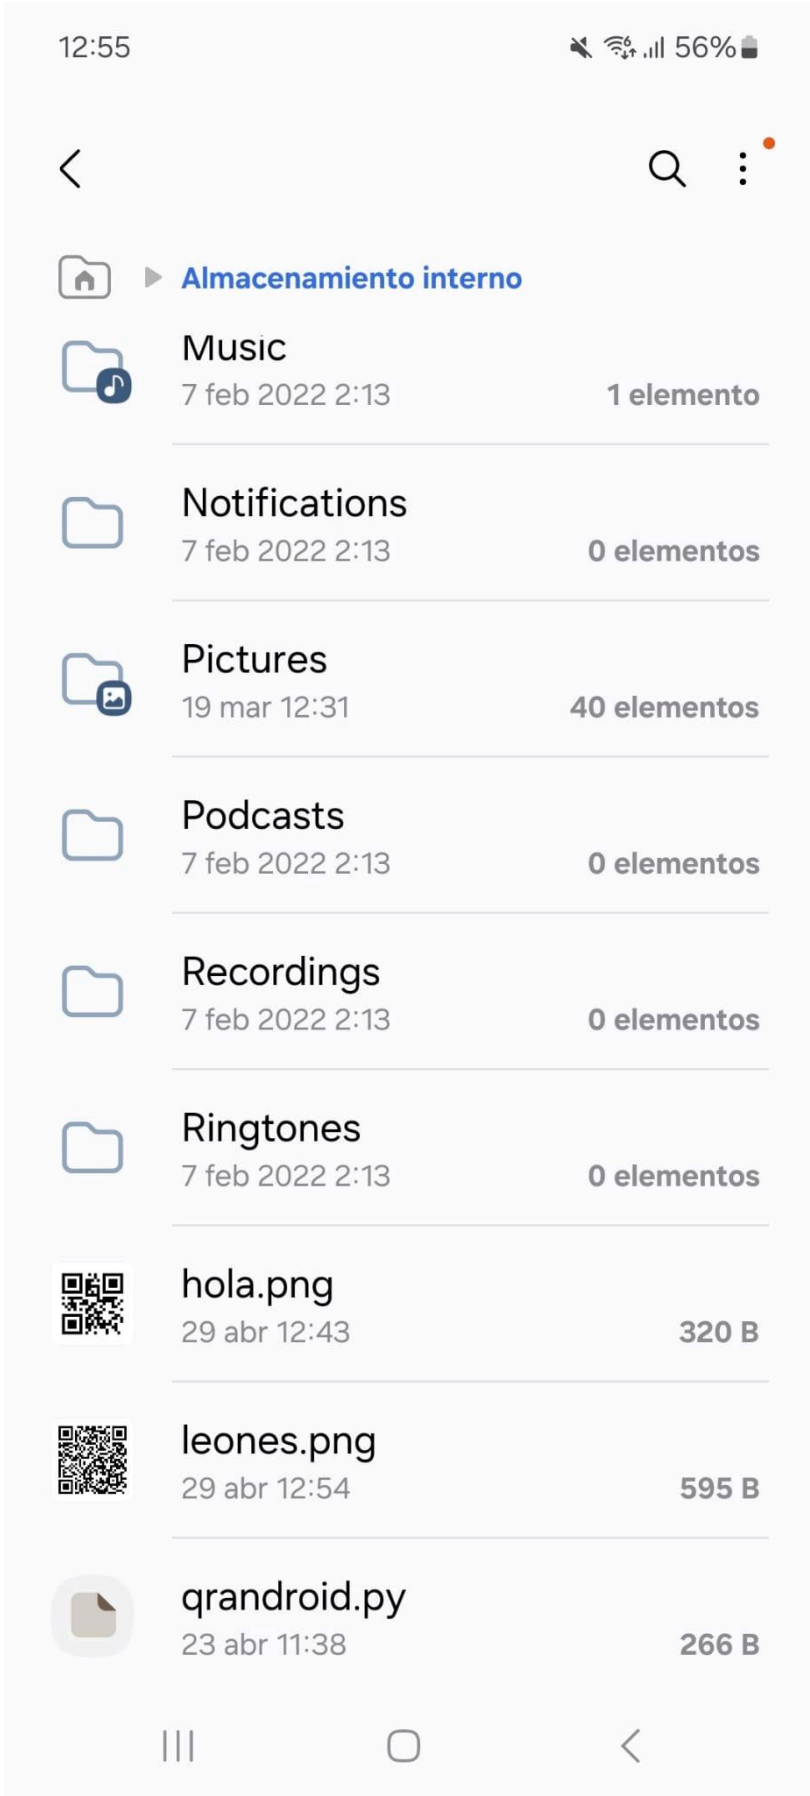 12:55
56%
Almacenamiento interno
Music
7 feb 2022 2:13
1 elemento
Notifications
7 feb 2022 2:13
0 elementos
Pictures
19 mar 12:31
40 elementos
Podcasts
7 feb 2022 2:13
0 elementos
Recordings
7 feb 2022 2:13
0 elementos
Ringtones
7 feb 2022 2:13
0 elementos
hola.png
29 abr 12:43
320 B
leones.png
29 abr 12:54
595 B
qrandroid.py
23 abr 11:38
266 B